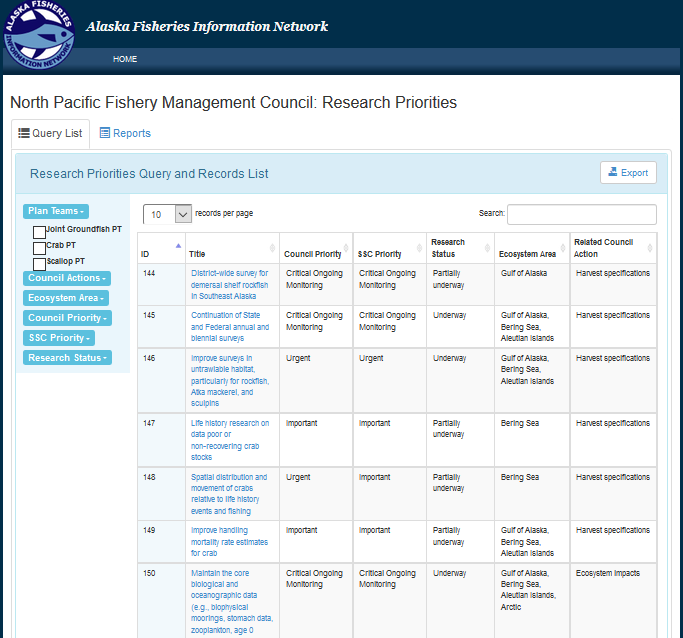 ALASKA FISHERIES
INFORMATION NETWORK
Alaska Fisheries Information Network
HOME
North Pacific Fishery Management Council: Research Priorities
Query List
Reports
Research Priorities Query and Records List
Export
Plan Teams -
Joint Groundfish PT
Crab PT
Scallop PT
Council Actions -
Ecosystem Area -
Council Priority -
SSC Priority -
Research Status -
10 records per page
Search:
ID
Title
Council Priority
SSC Priority
Research
Status
Ecosystem Area
Related Council
Action
144
District-wide survey for
demersal shelf rockfish
in Southeast Alaska
Critical Ongoing
Monitoring
Critical Ongoing
Monitoring
Partially
underway
Gulf of Alaska
Harvest specifications
145
Continuation of State
and Federal annual and
biennial surveys
Critical Ongoing
Monitoring
Critical Ongoing
Monitoring
Underway
Gulf of Alaska,
Bering Sea,
Aleutian Islands
Harvest specifications
146
Improve surveys in
untrawlable habitat,
particularly for rockfish,
Atka mackerel, and
sculpins
Urgent
Urgent
Underway
Gulf of Alaska,
Bering Sea,
Aleutian Islands
Harvest specifications
147
Life history research on
data poor or
non-recovering crab
stocks
Important
Important
Partially
underway
Bering Sea
Harvest specifications
148
Spatial distribution and
movement of crabs
relative to life history
events and fishing
Urgent
Important
Partially
underway
Bering Sea
Harvest specifications
149
Improve handling
mortality rate estimates
for crab
Important
Important
Partially
underway
Gulf of Alaska,
Bering Sea,
Aleutian Islands
Harvest specifications
150
Maintain the core
biological and
oceanographic data
(e.g., biophysical
moorings, stomach data,
zooplankton, age 0
Critical Ongoing
Monitoring
Critical Ongoing
Monitoring
Underway
Gulf of Alaska,
Bering Sea,
Aleutian Islands,
Arctic
Ecosystem Impacts